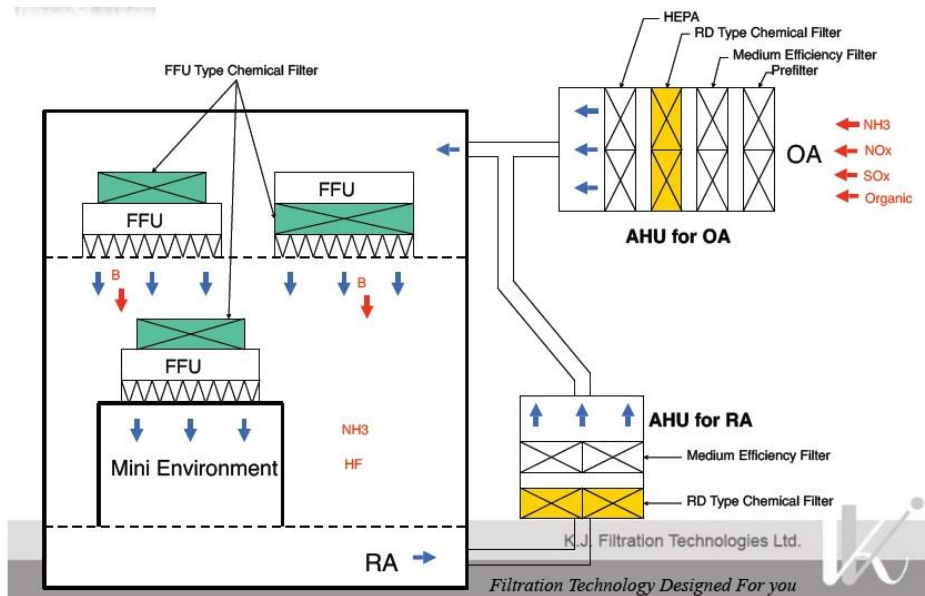 HEPA
RD Type Chemical Filter
Medium Efficiency Filter
Prefilter
FFU Type Chemical Filter
OA
NH3
NOx
SOx
Organic
AHU for OA
FFU
FFU
B
B
FFU
Mini Environment
NH3
HF
AHU for RA
Medium Efficiency Filter
RD Type Chemical Filter
RA
K.J. Filtration Technologies Ltd.
Filtration Technology Designed For you